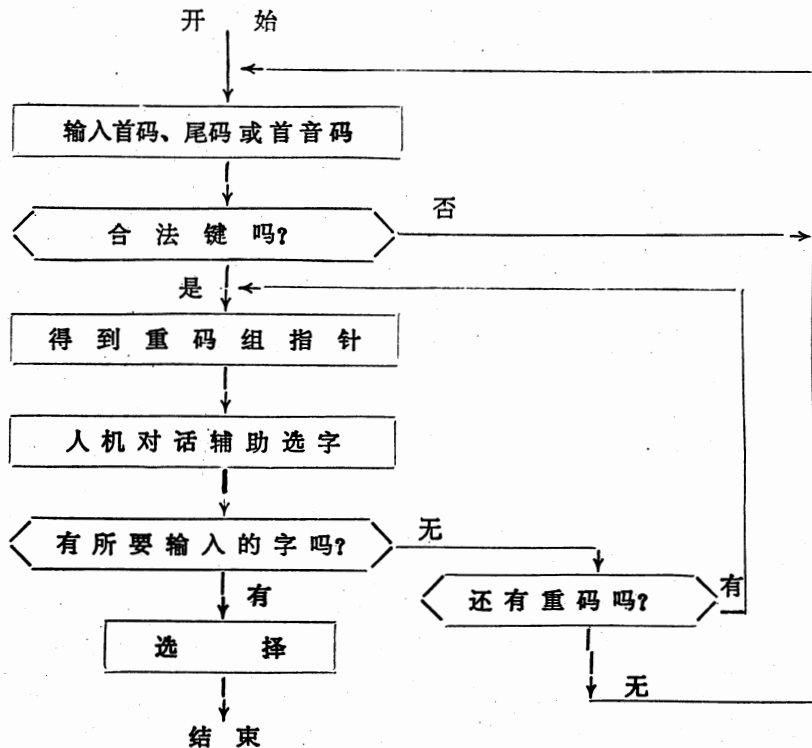 开始
输入首码、尾码或首音码
合法键吗?
否
是
得到重码组指针
人机对话辅助选字
有所要输入的字吗?
无
还有重码吗?
有
有
选择
无
结束